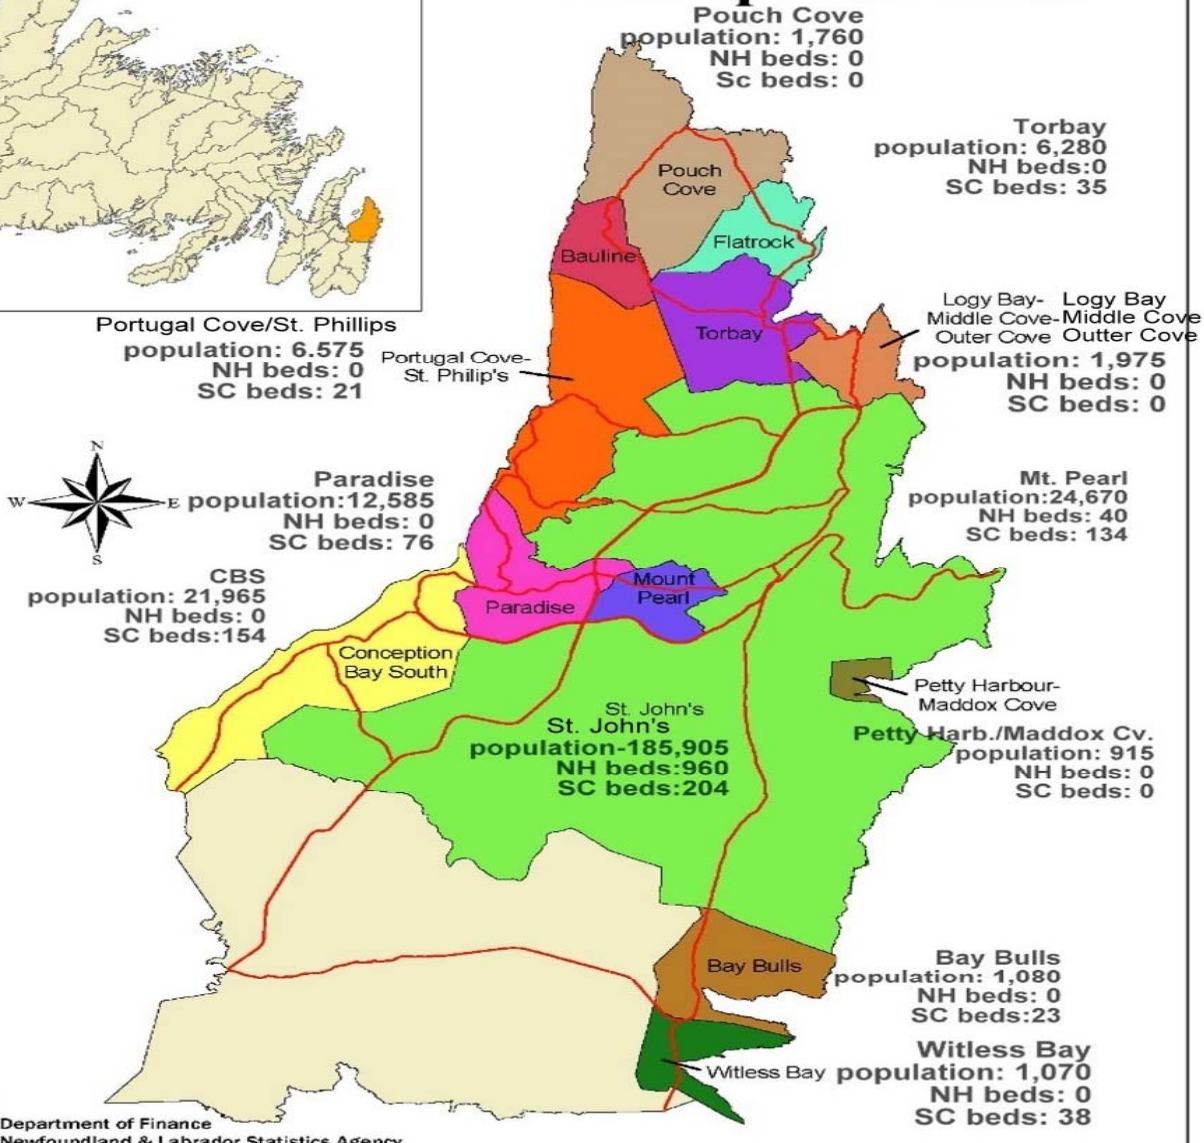 Pouch Cove
population: 1,760
NH beds: 0
Sc beds: 0
Torbay
population: 6,280
NH beds:0
SC beds: 35
Pouch
Cove
Flatrock
Bauline
Torbay
Logy Bay-
Middle Cove-
Outer Cove
Logy Bay
Middle Cove
Outter Cove
population: 1,975
NH beds: 0
SC beds: 0
Portugal Cove/St. Phillips
population: 6.575
NH beds: 0
SC beds: 21
Portugal Cove-
St. Philip's
N
W
E
S
Paradise
population:12,585
NH beds: 0
SC beds: 76
Mt. Pearl
population:24,670
NH beds: 40
SC beds: 134
CBS
population: 21,965
NH beds: 0
SC beds:154
Mount
Pearl
Paradise
Conception
Bay South
Petty Harbour-
Maddox Cove
St. John's
St. John's
population-185,905
NH beds:960
SC beds:204
Petty Harb./Maddox Cv.
population: 915
NH beds: 0
SC beds: 0
Bay Bulls
Bay Bulls
population: 1,080
NH beds: 0
SC beds:23
Witless Bay
Witless Bay
population: 1,070
NH beds: 0
SC beds: 38
Department of Finance
Newfoundland & Labrador Statistics Agency